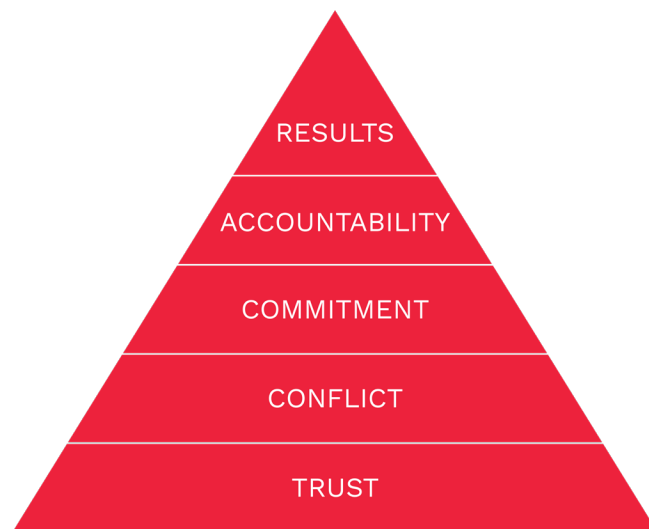 RESULTS
ACCOUNTABILITY
COMMITMENT
CONFLICT
TRUST